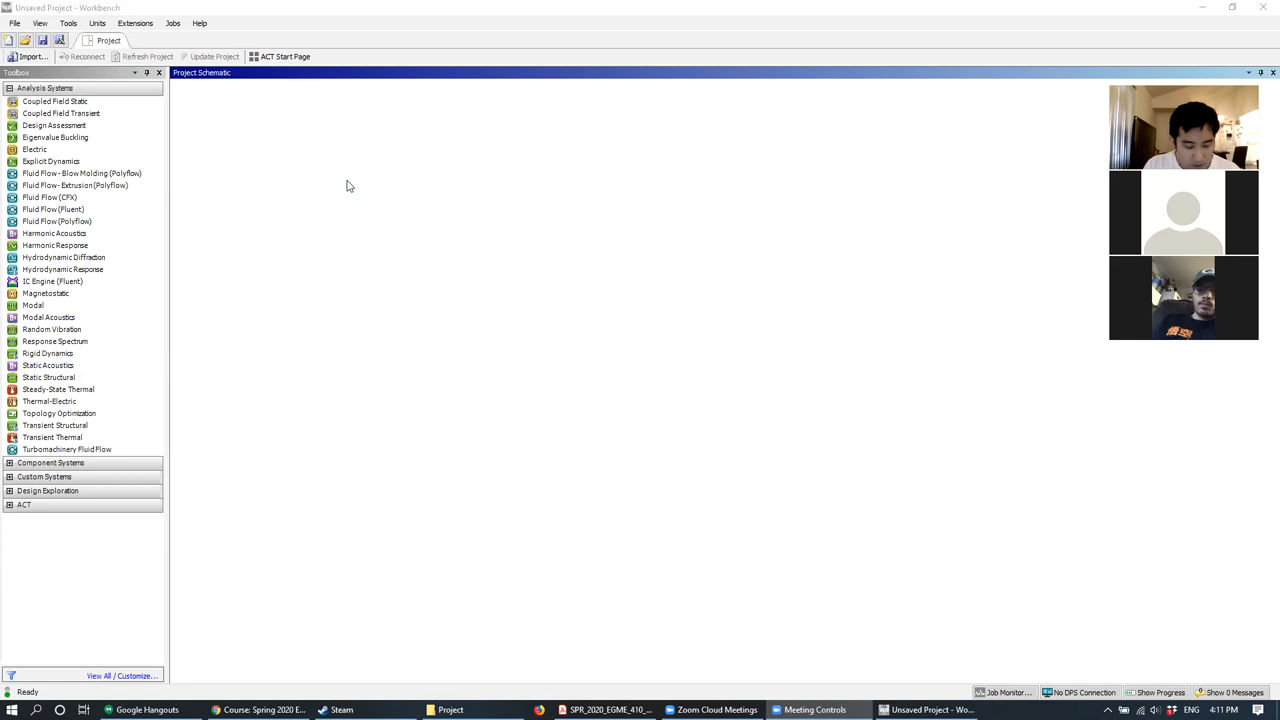 Unsaved Project - Workbench
File View Tools Units Extensions Jobs Help
Project
Import... Reconnect Refresh Project Update Project ACT Start Page
Toolbox
Project Schematic
Analysis Systems
Coupled Field Static
Coupled Field Transient
Design Assessment
Eigenvalue Buckling
Electric
Explicit Dynamics
Fluid Flow - Blow Molding (Polyflow)
Fluid Flow - Extrusion (Polyflow)
Fluid Flow (CFX)
Fluid Flow (Fluent)
Fluid Flow (Polyflow)
Harmonic Acoustics
Harmonic Response
Hydrodynamic Diffraction
Hydrodynamic Response
IC Engine (Fluent)
Magnetostatic
Modal
Modal Acoustics
Random Vibration
Response Spectrum
Rigid Dynamics
Static Acoustics
Static Structural
Steady-State Thermal
Thermal-Electric
Topology Optimization
Transient Structural
Transient Thermal
Turbomachinery Fluid Flow
Component Systems
Custom Systems
Design Exploration
ACT
View All / Customize...
Ready
Job Monitor... No DPS Connection Show Progress Show 0 Messages
Google Hangouts Course: Spring 2020 E... Steam Project SPR_2020_EGME_410_... Zoom Cloud Meetings Meeting Controls Unsaved Project - Wo... ENG 4:11 PM
悟空